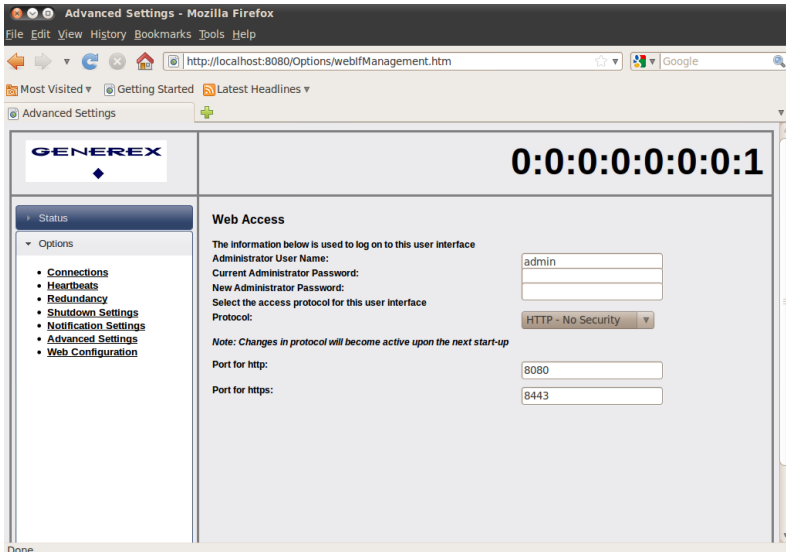 Advanced Settings - Mozilla Firefox
File Edit View History Bookmarks Tools Help
http://localhost:8080/Options/webIfManagement.htm
Google
Most Visited Getting Started Latest Headlines
Advanced Settings
GENEREX
0:0:0:0:0:0:0:1
Status
Options
Connections
Heartbeats
Redundancy
Shutdown Settings
Notification Settings
Advanced Settings
Web Configuration
Web Access
The information below is used to log on to this user interface
Administrator User Name: admin
Current Administrator Password:
New Administrator Password:
Select the access protocol for this user interface
Protocol: HTTP - No Security
Note: Changes in protocol will become active upon the next start-up
Port for http: 8080
Port for https: 8443
Done